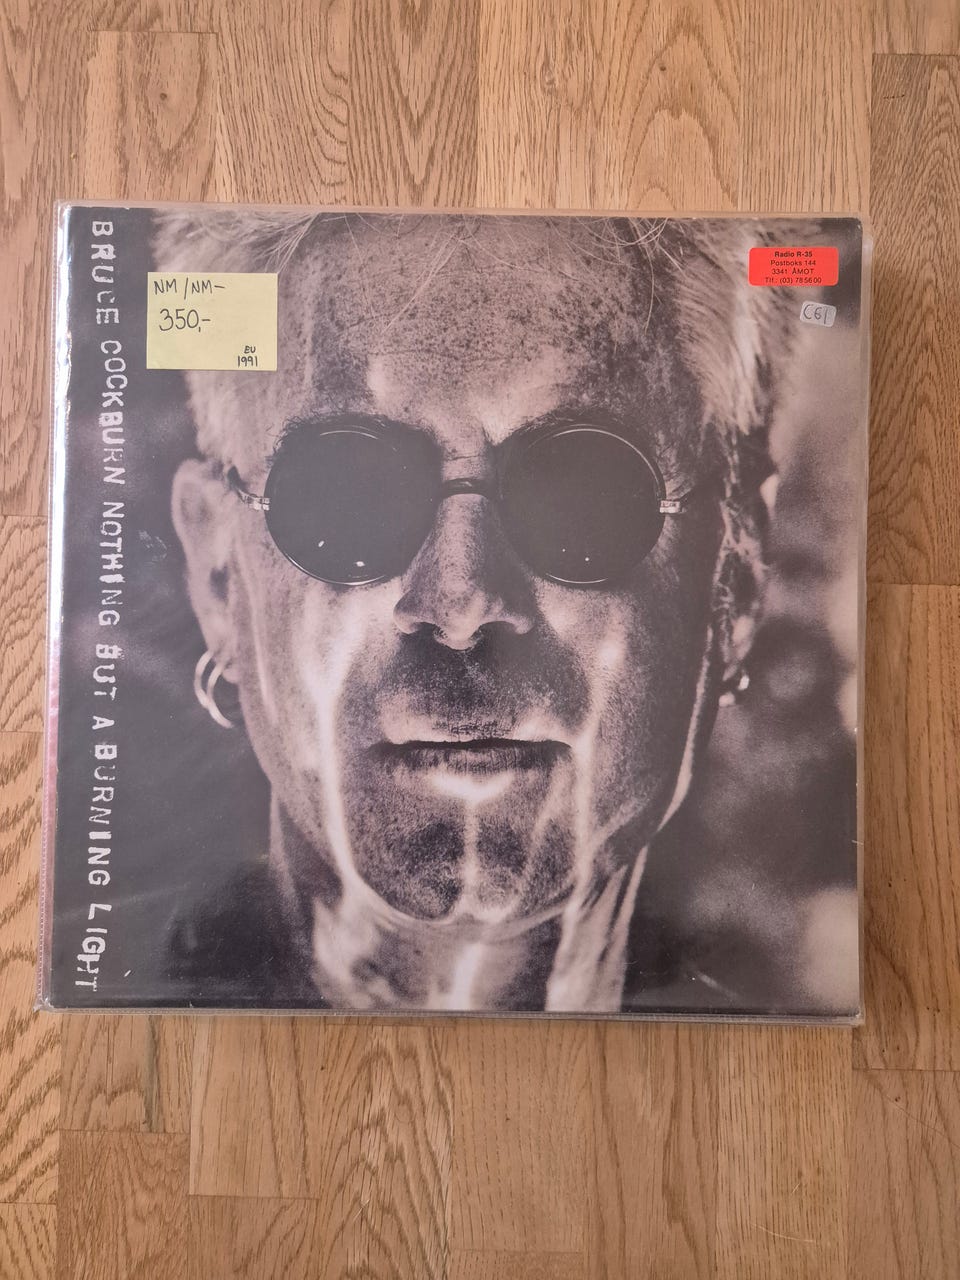 BRUCE COCKBURN NOTHING BUT A BURNING LIGHT
NM/NM-
350,-
EU
1991
Radio R-35
Postboks 144
3341 ÅMOT
Tlf.: (03) 78 56 00
C61